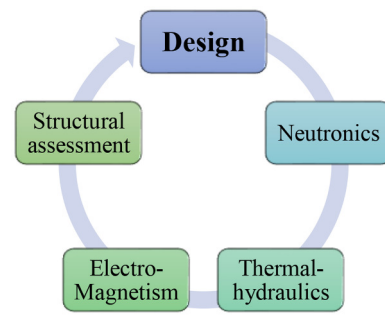 Design
Neutronics
Thermal-
hydraulics
Electro-
Magnetism
Structural
assessment